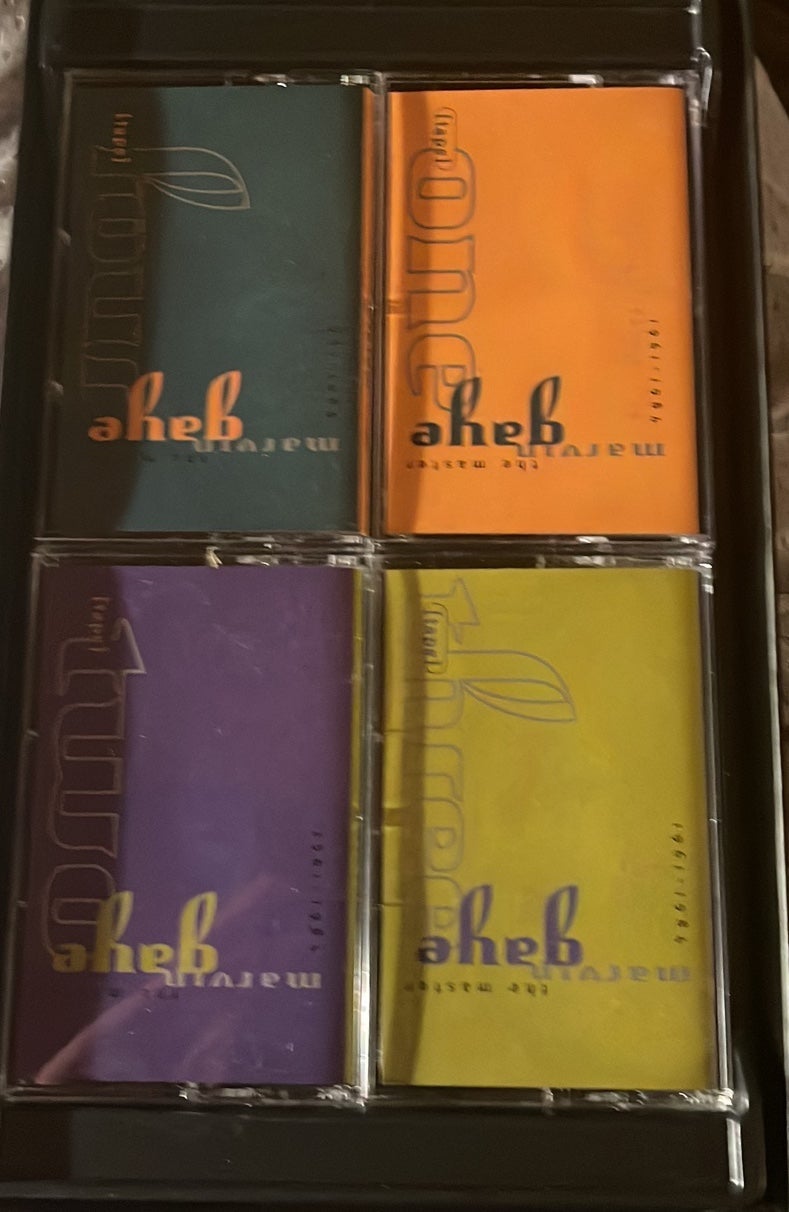 [tape]
four
gaye
marvin
[tape]
one
1961-1984
gaye
marvin
the master
[tape]
two
1961-1984
gaye
marvin
[tape]
three
1961-1984
gaye
marvin
the master